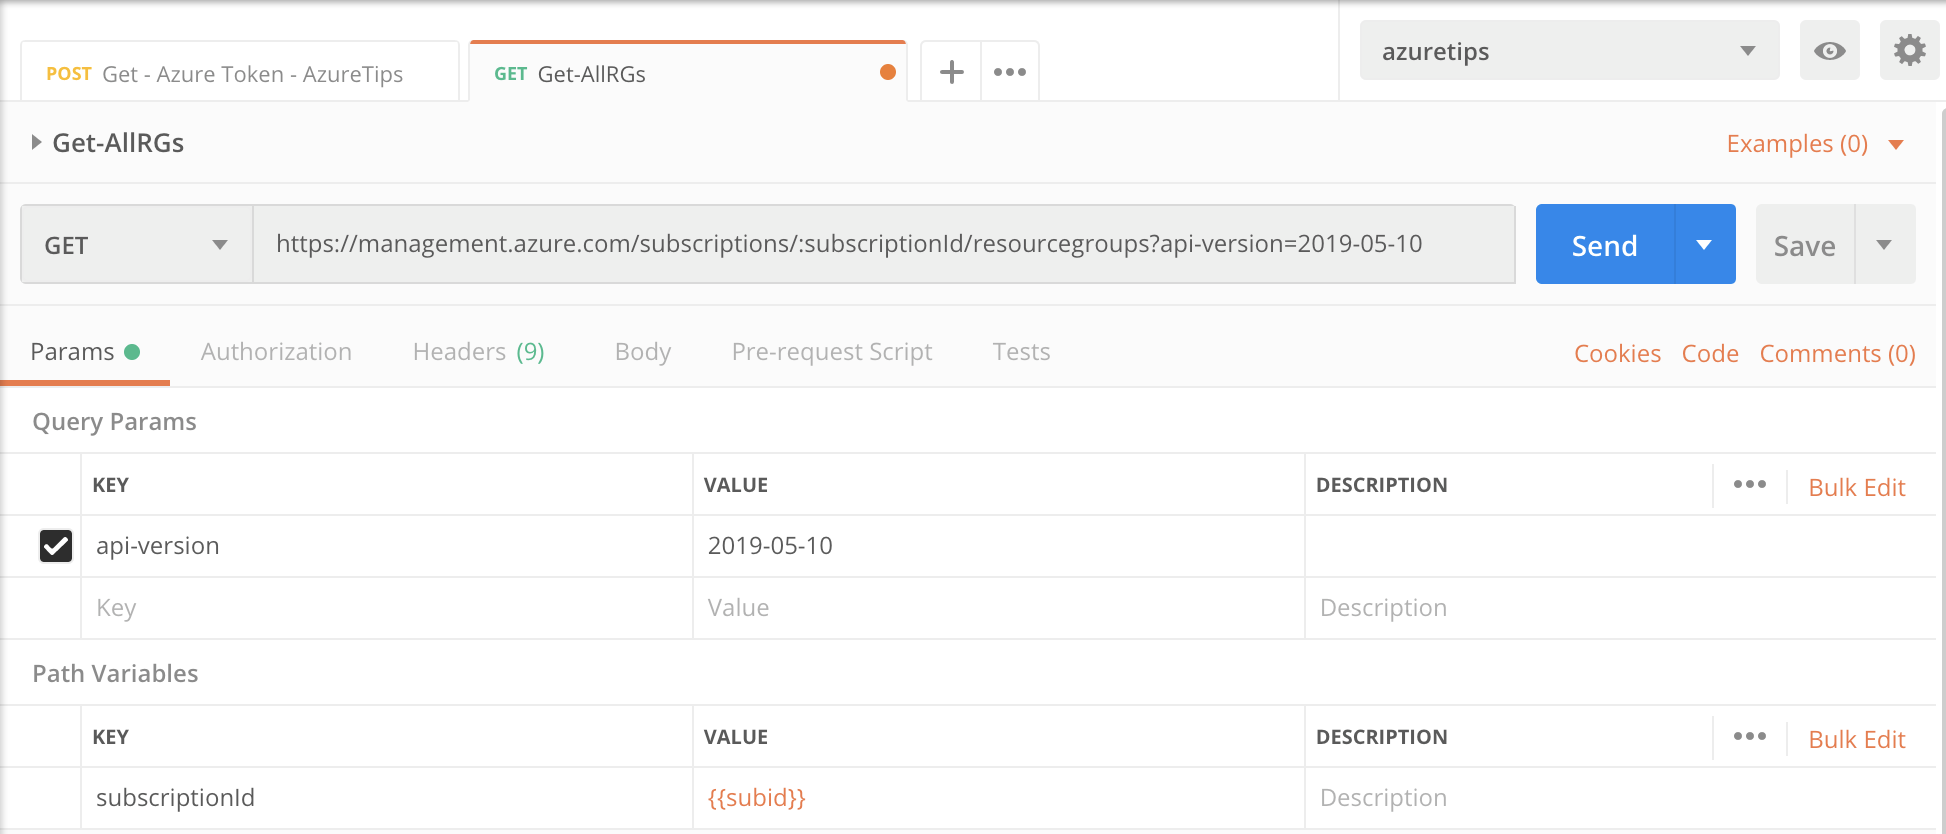 POST Get - Azure Token - AzureTips
GET Get-AllRGs
azuretips
Get-AllRGs
Examples (0)
GET
https://management.azure.com/subscriptions/:subscriptionId/resourcegroups?api-version=2019-05-10
Send
Save
Params
Authorization
Headers (9)
Body
Pre-request Script
Tests
Cookies
Code
Comments (0)
Query Params
KEY
VALUE
DESCRIPTION
Bulk Edit
api-version
2019-05-10
Key
Value
Description
Path Variables
KEY
VALUE
DESCRIPTION
Bulk Edit
subscriptionId
{{subid}}
Description